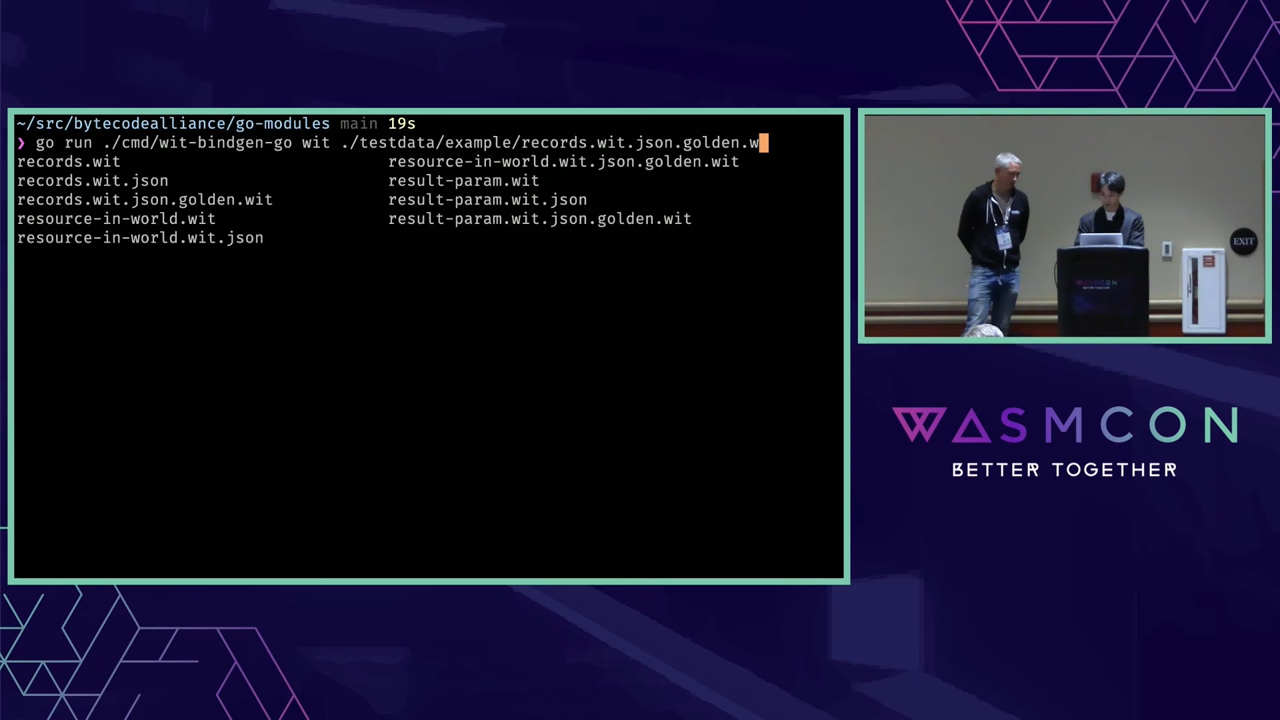 ~/src/bytecodealliance/go-modules main 19s
❯ go run ./cmd/wit-bindgen-go wit ./testdata/example/records.wit.json.golden.w
records.wit resource-in-world.wit.json.golden.wit
records.wit.json result-param.wit
records.wit.json.golden.wit result-param.wit.json
resource-in-world.wit result-param.wit.json.golden.wit
resource-in-world.wit.json
EXIT
WASMCON
BETTER TOGETHER